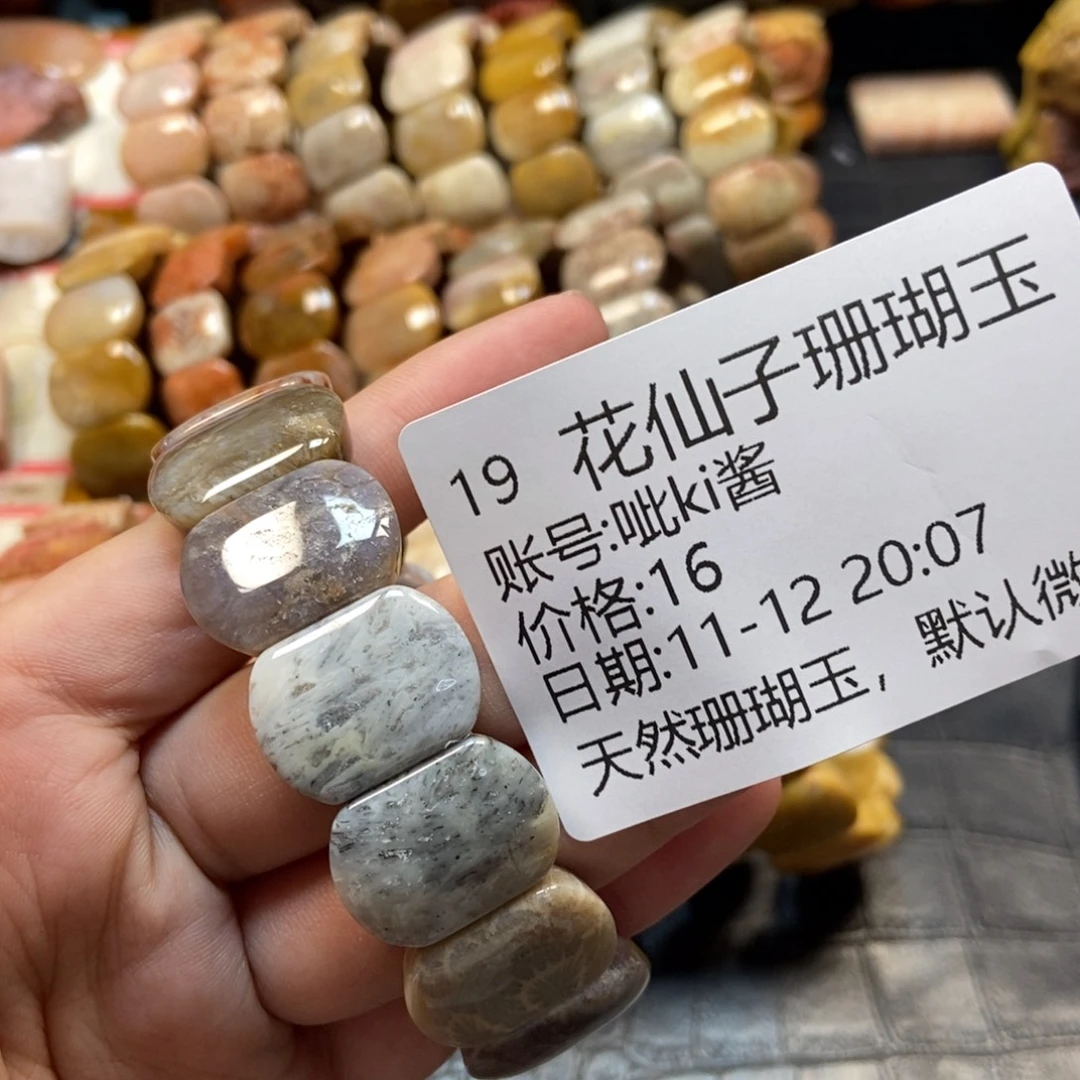 19 花仙子珊瑚玉
账号:呲ki酱
价格:16
日期:11-12 20:07
天然珊瑚玉， 默认微